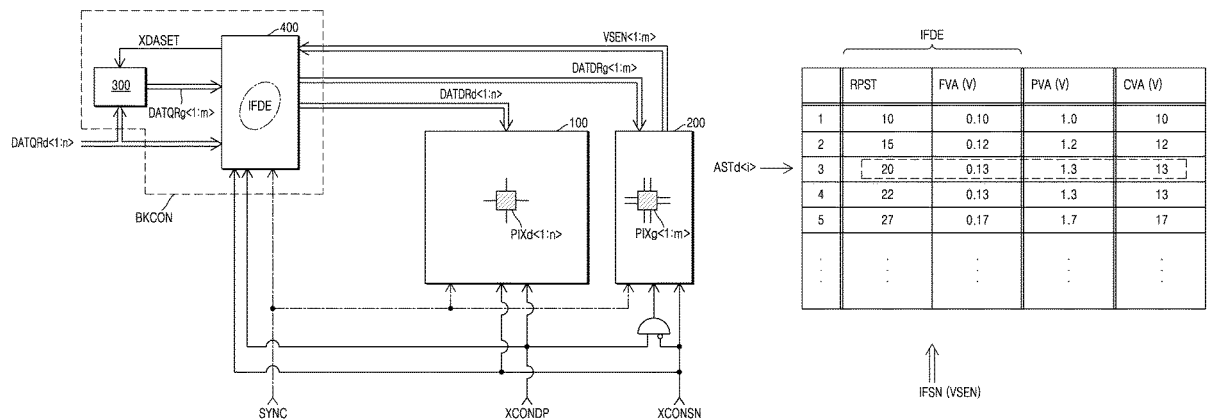 400
XDASET
VSEN<1:m>
300
DATDRg<1:m>
IFDE
DATQRg<1:m>
DATDRd<1:n>
100
200
DATQRd<1:n>
BKCON
PIXd<1:n>
PIXg<1:m>
SYNC
XCONDP
XCONSN
IFDE
RPST FVA (V) PVA (V) CVA (V)
1 10 0.10 1.0 10
2 15 0.12 1.2 12
ASTd<i> 3 20 0.13 1.3 13
4 22 0.13 1.3 13
5 27 0.17 1.7 17
IFSN (VSEN)